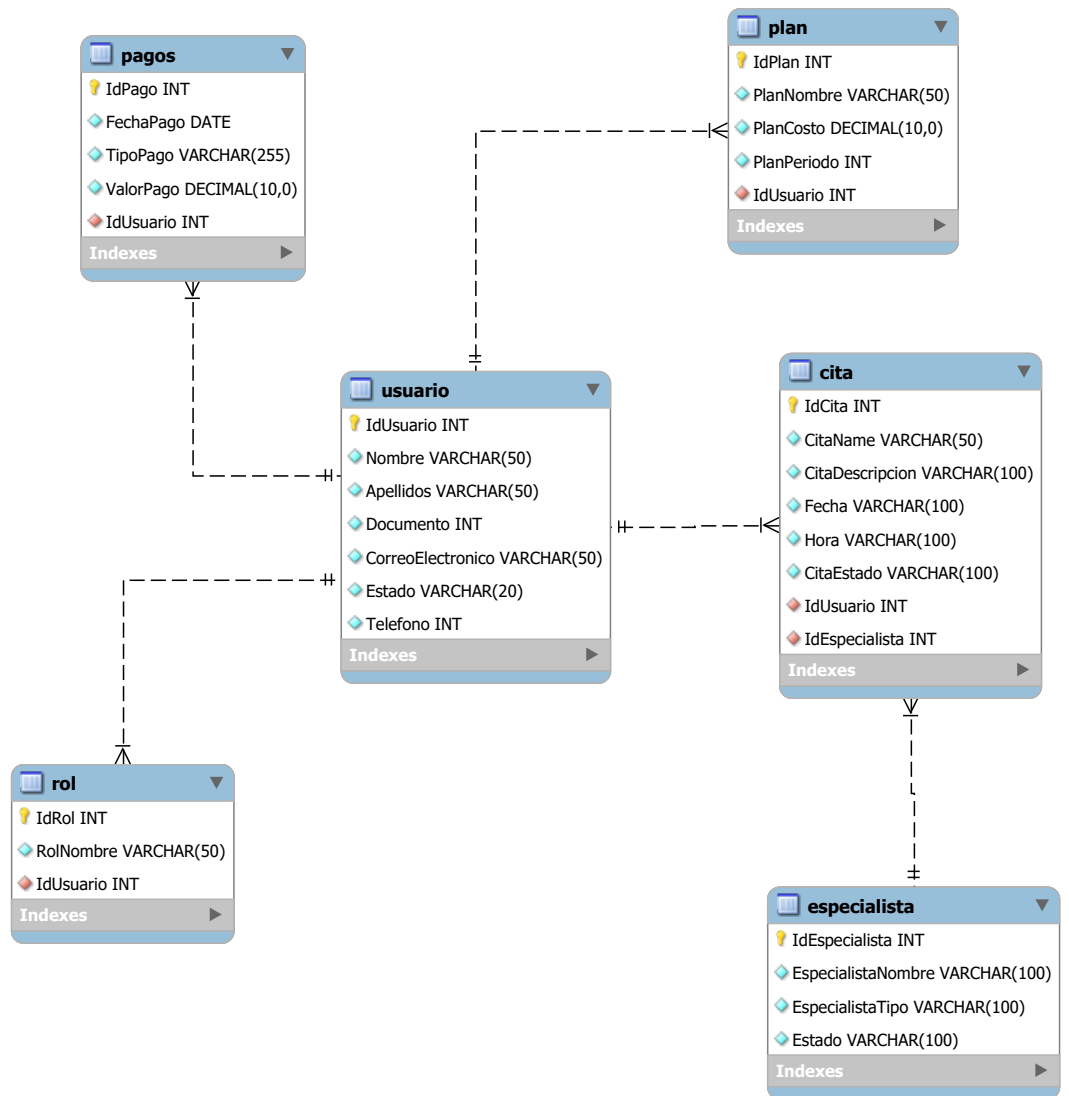 pagos
IdPago INT
FechaPago DATE
TipoPago VARCHAR(255)
ValorPago DECIMAL(10,0)
IdUsuario INT
Indexes
plan
IdPlan INT
PlanNombre VARCHAR(50)
PlanCosto DECIMAL(10,0)
PlanPeriodo INT
IdUsuario INT
Indexes
usuario
IdUsuario INT
Nombre VARCHAR(50)
Apellidos VARCHAR(50)
Documento INT
CorreoElectronico VARCHAR(50)
Estado VARCHAR(20)
Telefono INT
Indexes
cita
IdCita INT
CitaName VARCHAR(50)
CitaDescripcion VARCHAR(100)
Fecha VARCHAR(100)
Hora VARCHAR(100)
CitaEstado VARCHAR(100)
IdUsuario INT
IdEspecialista INT
Indexes
rol
IdRol INT
RolNombre VARCHAR(50)
IdUsuario INT
Indexes
especialista
IdEspecialista INT
EspecialistaNombre VARCHAR(100)
EspecialistaTipo VARCHAR(100)
Estado VARCHAR(100)
Indexes